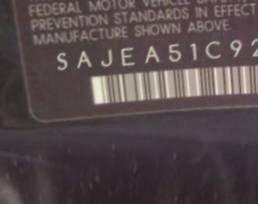 FEDERAL MOTOR VEHICLE
PREVENTION STANDARDS IN EFFECT
MANUFACTURE SHOWN ABOVE.
SAJEA51C92